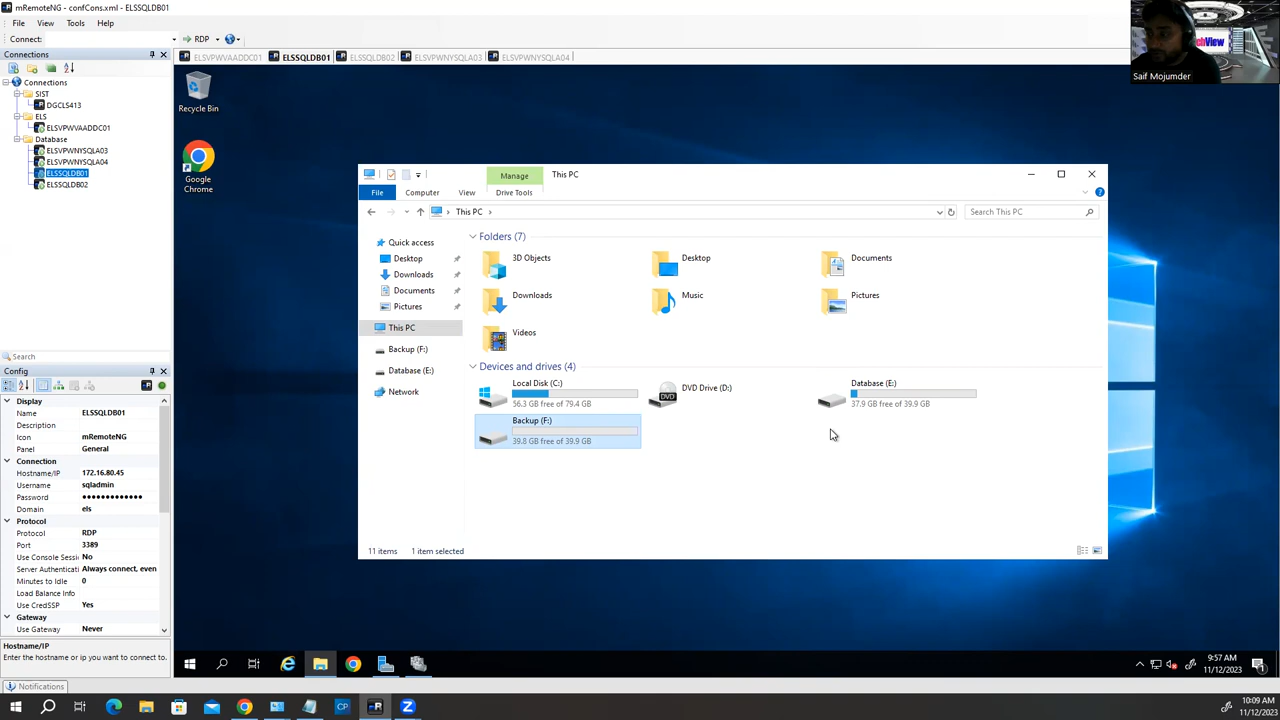 mRemoteNG - confCons.xml - ELSSQLDB01
File View Tools Help
Connect: RDP
Connections
Connections
SIST
DGCLS413
ELS
ELSVPWVAADDC01
Database
ELSVPWNYSQLA03
ELSVPWNYSQLA04
ELSSQLDB01
ELSSQLDB02
Search
Config
Display
Name ELSSQLDB01
Description
Icon mRemoteNG
Panel General
Connection
Hostname/IP 172.16.80.45
Username sqladmin
Password ●●●●●●●●●●●●●
Domain els
Protocol
Protocol RDP
Port 3389
Use Console Sessi No
Server Authenticati Always connect, even
Minutes to Idle 0
Load Balance Info
Use CredSSP Yes
Gateway
Use Gateway Never
Hostname/IP
Enter the hostname or ip you want to connect to.
Notifications
ELSVPWVAADDC01 ELSSQLDB01 ELSSQLDB02 ELSVPWNYSQLA03 ELSVPWNYSQLA04
Recycle Bin
Google
Chrome
Manage This PC
File Computer View Drive Tools
This PC
Search This PC
Quick access
Desktop
Downloads
Documents
Pictures
This PC
Backup (F:)
Database (E:)
Network
Folders (7)
3D Objects Desktop Documents
Downloads Music Pictures
Videos
Devices and drives (4)
Local Disk (C:)
56.3 GB free of 79.4 GB
DVD Drive (D:)
DVD
Database (E:)
37.9 GB free of 39.9 GB
Backup (F:)
39.8 GB free of 39.9 GB
11 items 1 item selected
9:57 AM
11/12/2023
1
CP
10:09 AM
11/12/2023
Saif Mojumder